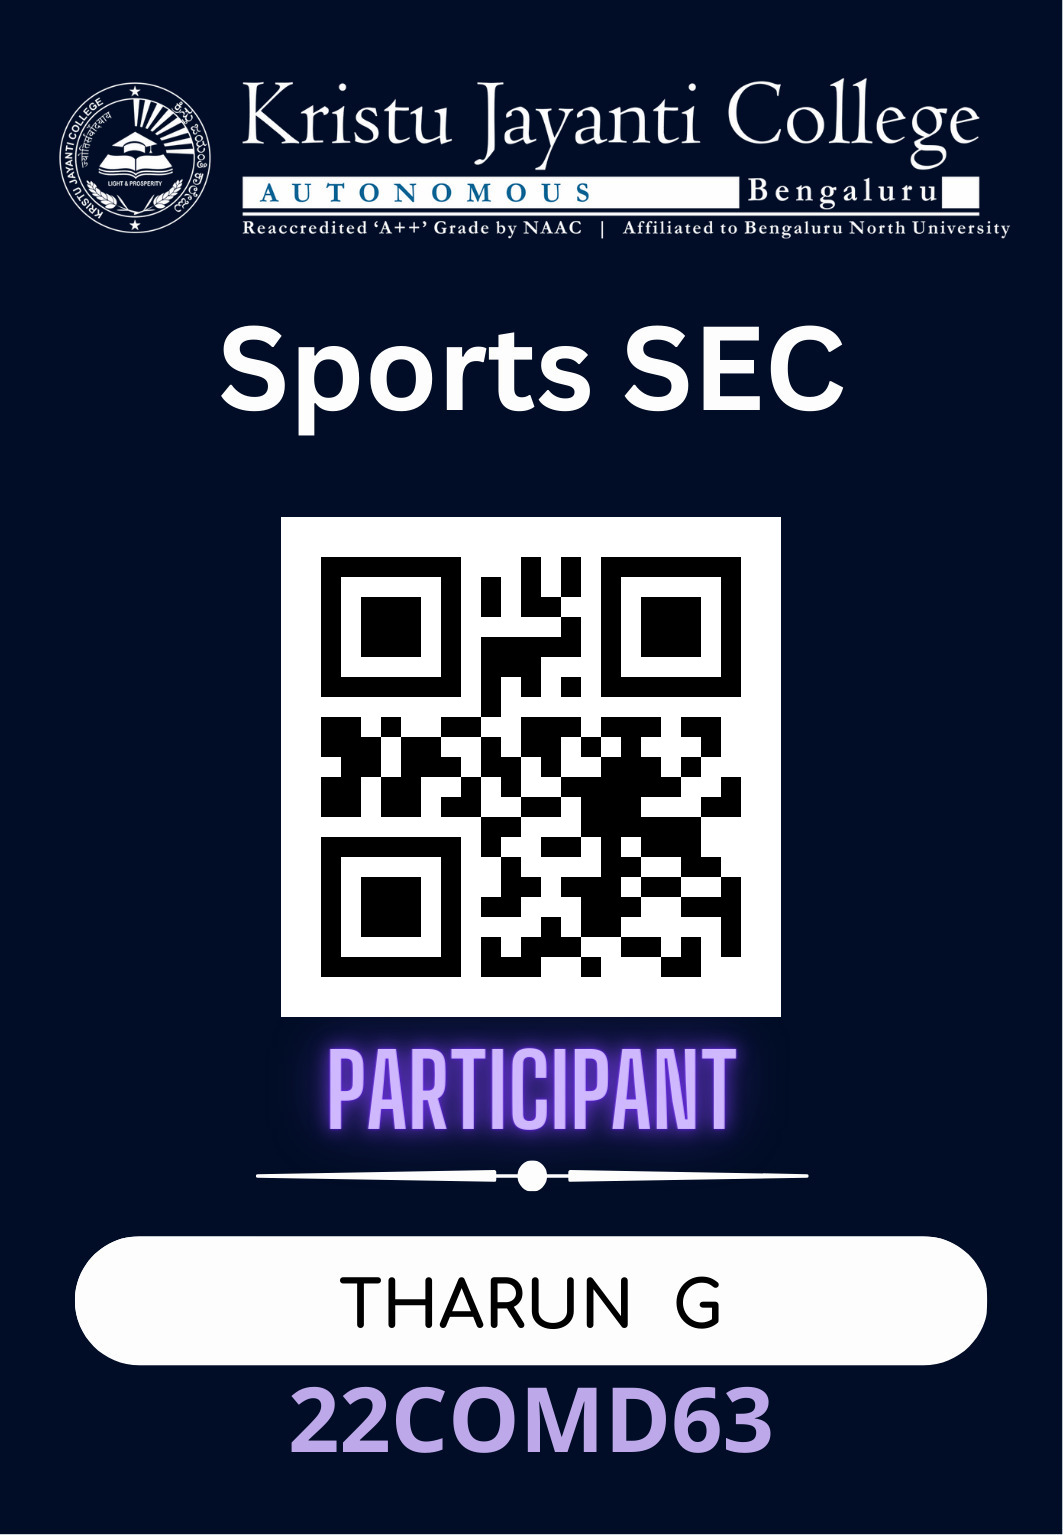 KRISTU JAYANTI COLLEGE
ಕ್ರಿಸ್ತು ಜಯಂತಿ ಕಾಲೇಜು
LIGHT & PROSPERITY
Kristu Jayanti College
AUTONOMOUS Bengaluru
Reaccredited ‘A++’ Grade by NAAC | Affiliated to Bengaluru North University
Sports SEC
PARTICIPANT
THARUN G
22COMD63